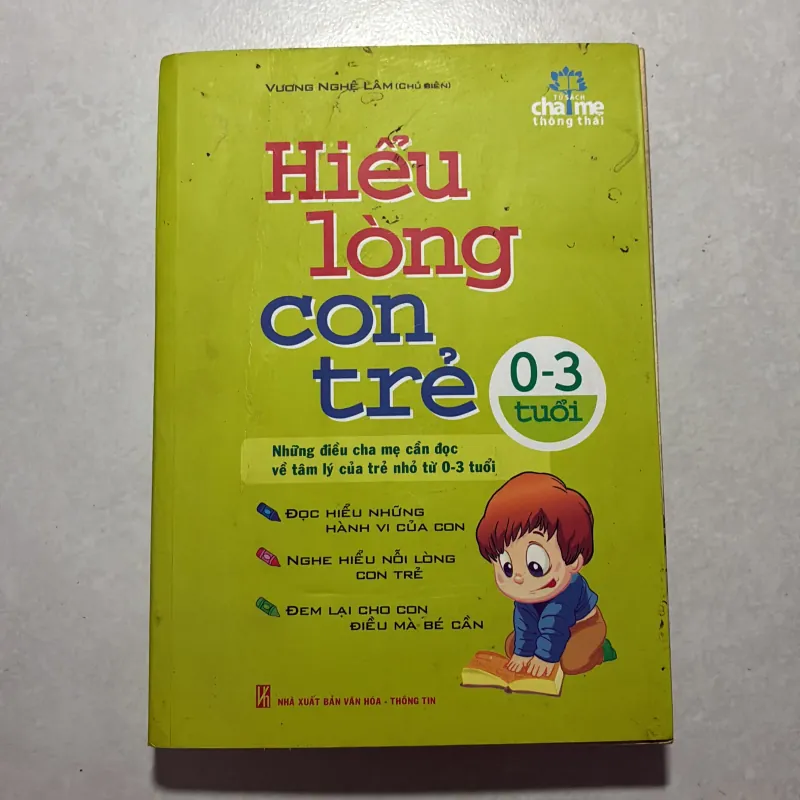 VƯƠNG NGHỆ LÂM (CHỦ BIÊN)
TỦ SÁCH
cha mẹ
thông thái
Hiểu
lòng
con
trẻ
0-3
tuổi
Những điều cha mẹ cần đọc
về tâm lý của trẻ nhỏ từ 0-3 tuổi
ĐỌC HIỂU NHỮNG
HÀNH VI CỦA CON
NGHE HIỂU NỖI LÒNG
CON TRẺ
ĐEM LẠI CHO CON
ĐIỀU MÀ BÉ CẦN
NHÀ XUẤT BẢN VĂN HÓA - THÔNG TIN